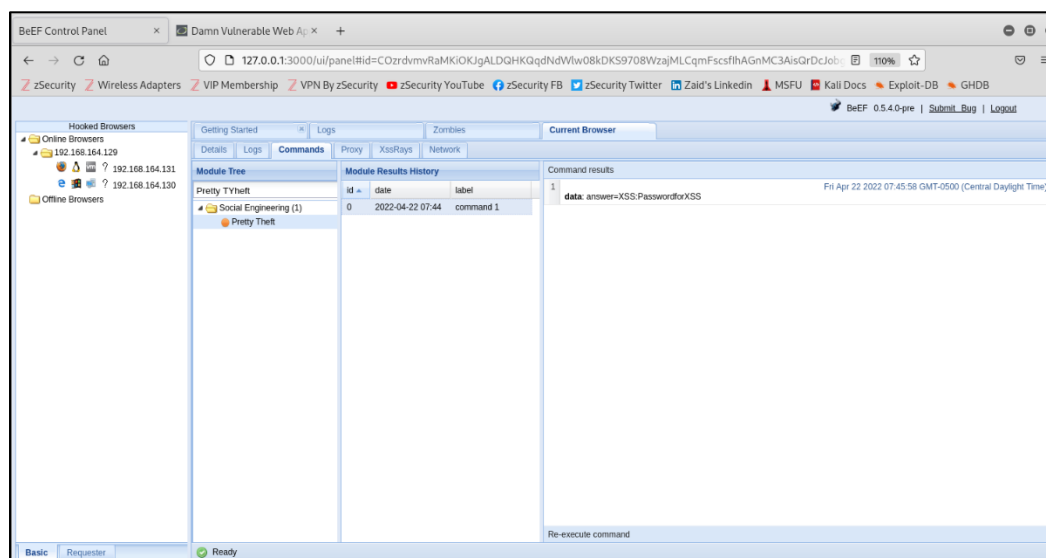 BeEF Control Panel × Damn Vulnerable Web Ap × +
127.0.0.1:3000/ui/panel#id=COzrdvmvRaMKiOKJgALDQHKQqdNdWlw08kDKS9708WzajMLCqmFscsfIhAGnMC3AisQrDcJob 110%
zSecurity Wireless Adapters VIP Membership VPN By zSecurity zSecurity YouTube zSecurity FB zSecurity Twitter Zaid's Linkedin MSFU Kali Docs Exploit-DB GHDB
BeEF 0.5.4.0-pre | Submit Bug | Logout
Hooked Browsers
Online Browsers
192.168.164.129
? 192.168.164.131
? 192.168.164.130
Offline Browsers
Basic Requester
Getting Started Logs Zombies Current Browser
Details Logs Commands Proxy XssRays Network
Module Tree
Pretty TYheft
Social Engineering (1)
Pretty Theft
Module Results History
id date label
0 2022-04-22 07:44 command 1
Command results
1 Fri Apr 22 2022 07:45:58 GMT-0500 (Central Daylight Time)
data: answer=XSS:PasswordforXSS
Re-execute command
Ready